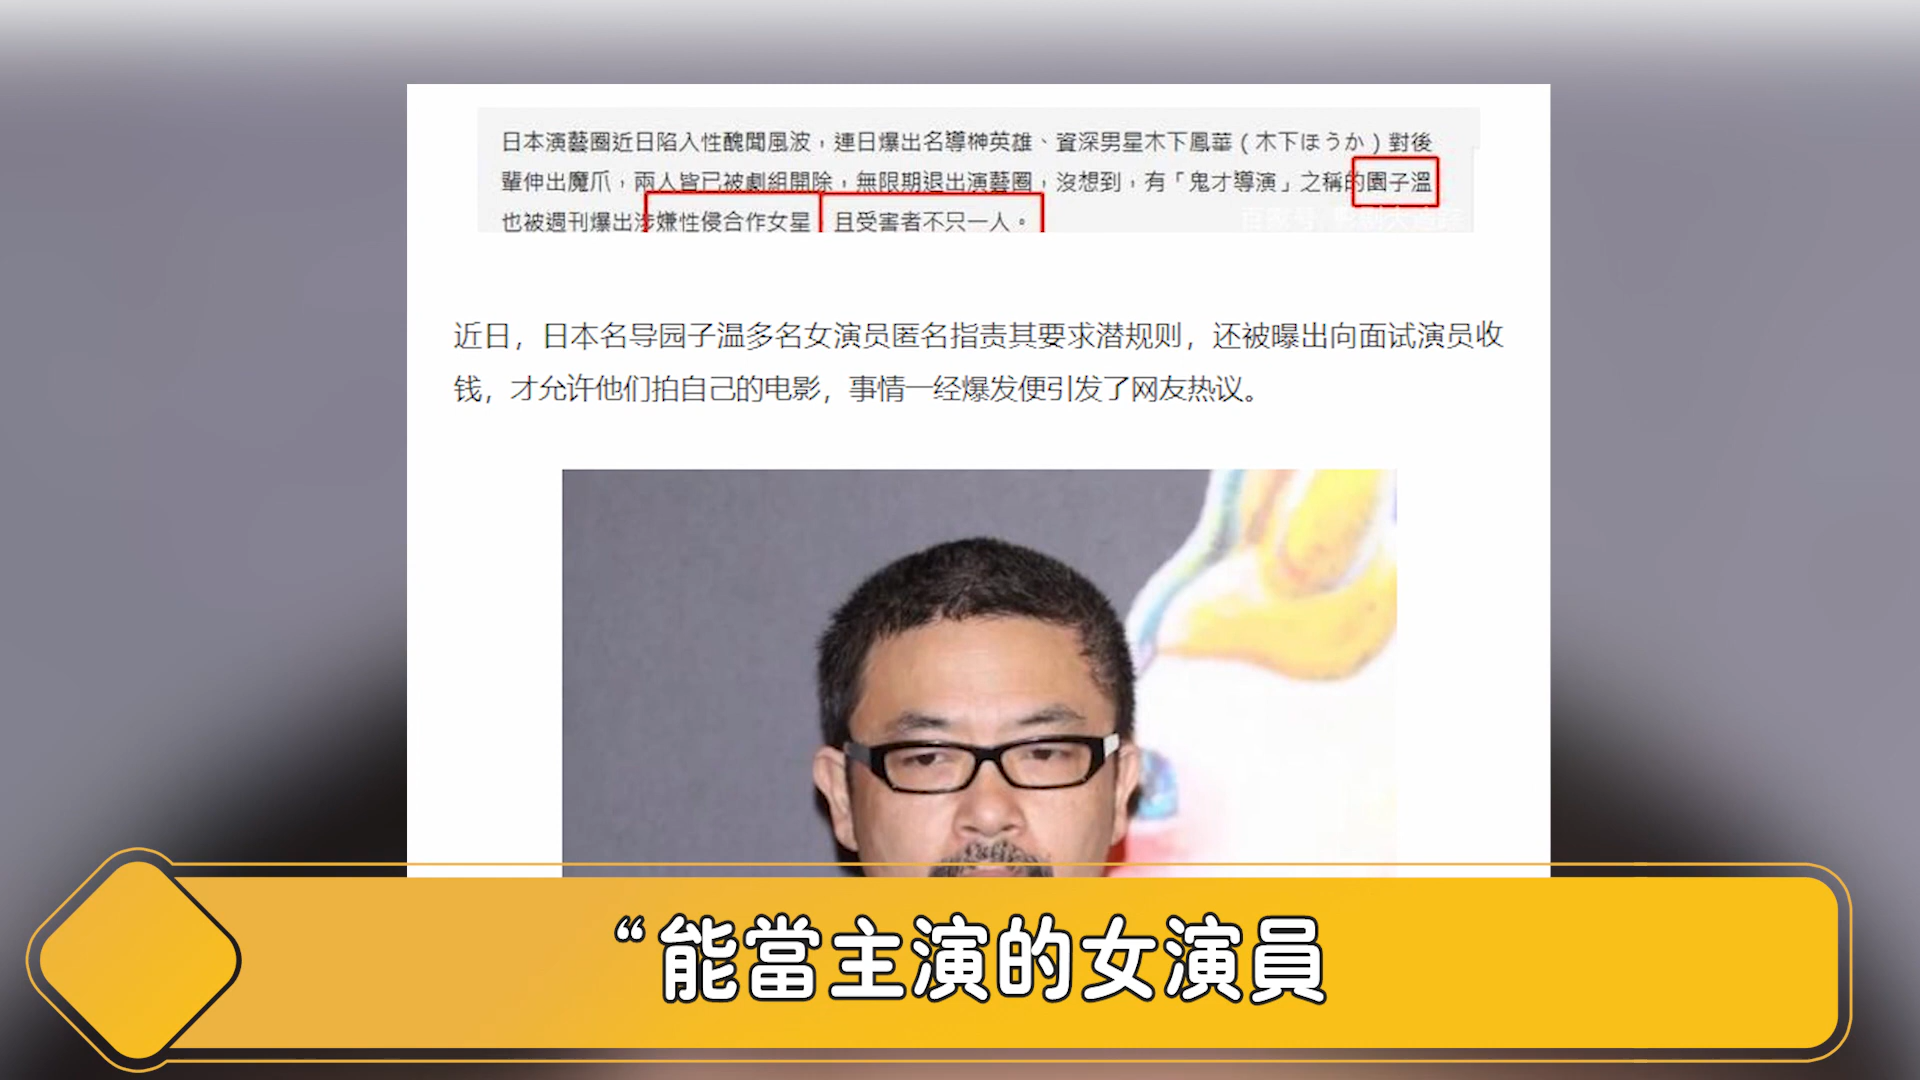 日本演藝圈近日陷入性醜聞風波，連日爆出名導榊英雄、資深男星木下鳳華（木下ほうか）對後
輩伸出魔爪，兩人皆已被劇組開除，無限期退出演藝圈，沒想到，有「鬼才導演」之稱的園子溫
也被週刊爆出涉嫌性侵合作女星，且受害者不只一人。
近日，日本名导园子温多名女演员匿名指责其要求潜规则，还被曝出向面试演员收
钱，才允许他们拍自己的电影，事情一经爆发便引发了网友热议。
“能當主演的女演員